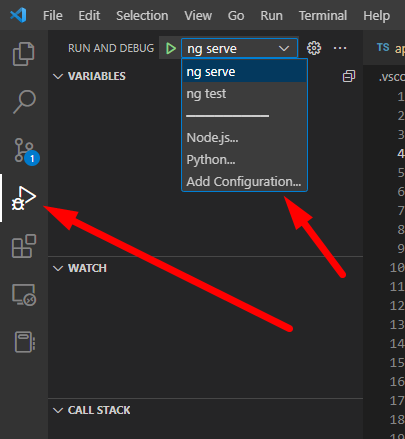 File Edit Selection View Go Run Terminal Help
RUN AND DEBUG ng serve
TS
VARIABLES
ng serve
ng test
Node.js...
Python...
Add Configuration...
.vsc
1
2
3
4
5
6
7
8
9
10
11
12
13
14
15
16
17
18
19
1
WATCH
CALL STACK